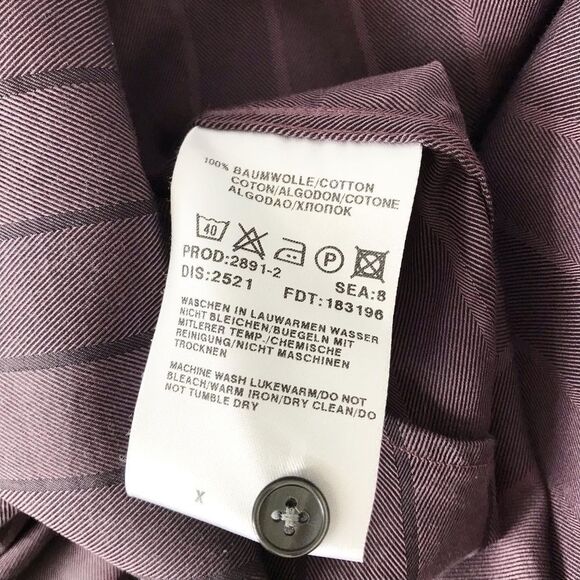 100% BAUMWOLLE/COTTON
COTON/ALGODON/COTONE
ALGODAO/ХЛОПОК
40 P
PROD:2891-2 SEA:8
DIS:2521 FDT:183196
WASCHEN IN LAUWARMEN WASSER
NICHT BLEICHEN/BUEGELN MIT
MITLERER TEMP./CHEMISCHE
REINIGUNG/NICHT MASCHINEN
TROCKNEN
MACHINE WASH LUKEWARM/DO NOT
BLEACH/WARM IRON/DRY CLEAN/DO
NOT TUMBLE DRY
X